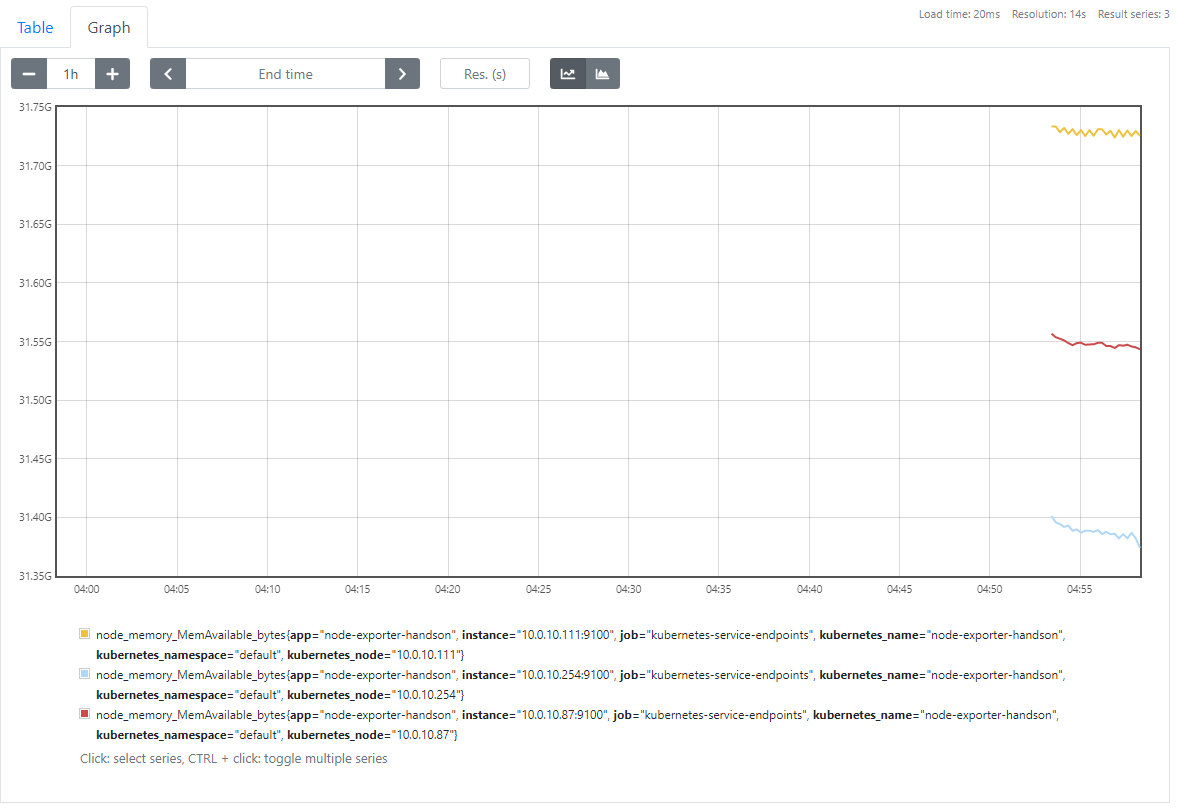 Load time: 20ms Resolution: 14s Result series: 3
Table Graph
1h End time Res. (s)
31.75G
31.70G
31.65G
31.60G
31.55G
31.50G
31.45G
31.40G
31.35G
04:00 04:05 04:10 04:15 04:20 04:25 04:30 04:35 04:40 04:45 04:50 04:55
node_memory_MemAvailable_bytes{app="node-exporter-handson", instance="10.0.10.111:9100", job="kubernetes-service-endpoints", kubernetes_name="node-exporter-handson",
kubernetes_namespace="default", kubernetes_node="10.0.10.111"}
node_memory_MemAvailable_bytes{app="node-exporter-handson", instance="10.0.10.254:9100", job="kubernetes-service-endpoints", kubernetes_name="node-exporter-handson",
kubernetes_namespace="default", kubernetes_node="10.0.10.254"}
node_memory_MemAvailable_bytes{app="node-exporter-handson", instance="10.0.10.87:9100", job="kubernetes-service-endpoints", kubernetes_name="node-exporter-handson",
kubernetes_namespace="default", kubernetes_node="10.0.10.87"}
Click: select series, CTRL + click: toggle multiple series